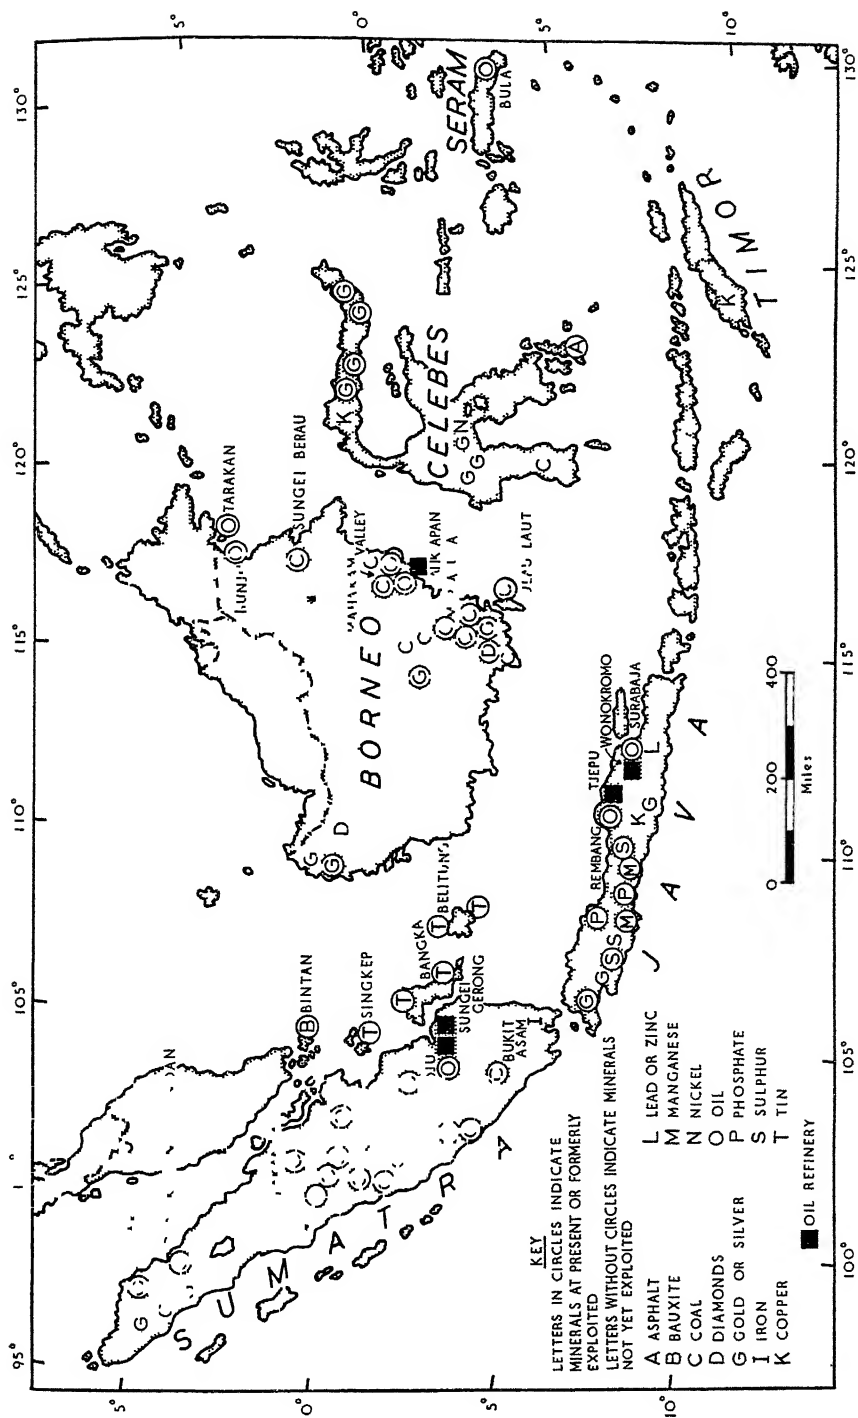 95°
100°
105°
110°
115°
120°
125°
130°
5°
0°
5°
10°
SUMATRA
BINTAN
SINGKEP
BANGKA
BELITUNG
SUNGEI
GERONG
BUKIT
ASAM
BORNEO
TARAKAN
SUNGEI BERAU
VALLEY
LAUT
CELEBES
SERAM
BULA
TIMOR
JAVA
REMBANG
TJEPU
WONOKROMO
SURABAJA
KEY
LETTERS IN CIRCLES INDICATE
MINERALS AT PRESENT OR FORMERLY
EXPLOITED
LETTERS WITHOUT CIRCLES INDICATE MINERALS
NOT YET EXPLOITED
A ASPHALT
B BAUXITE
C COAL
D DIAMONDS
G GOLD OR SILVER
I IRON
K COPPER
L LEAD OR ZINC
M MANGANESE
N NICKEL
O OIL
P PHOSPHATE
S SULPHUR
T TIN
OIL REFINERY
0 200 400
Miles